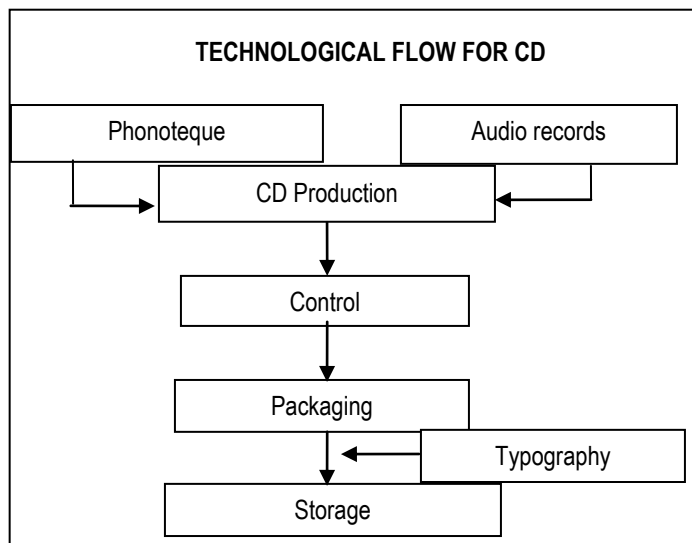 TECHNOLOGICAL FLOW FOR CD
Phonoteque
Audio records
CD Production
Control
Packaging
Typography
Storage